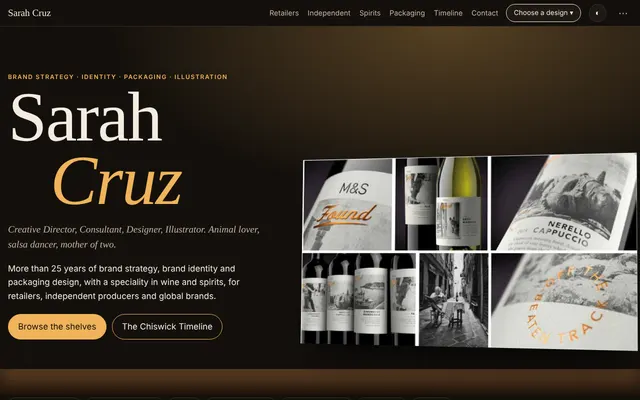 Sarah Cruz
Retailers Independent Spirits Packaging Timeline Contact Choose a design ▾ ···
BRAND STRATEGY · IDENTITY · PACKAGING · ILLUSTRATION
Sarah
Cruz
Creative Director, Consultant, Designer, Illustrator. Animal lover,
salsa dancer, mother of two.
More than 25 years of brand strategy, brand identity and
packaging design, with a speciality in wine and spirits, for
retailers, independent producers and global brands.
Browse the shelves The Chiswick Timeline
M&S
Found
NERELLO
CAPPUCCIO
BEATEN TRACK